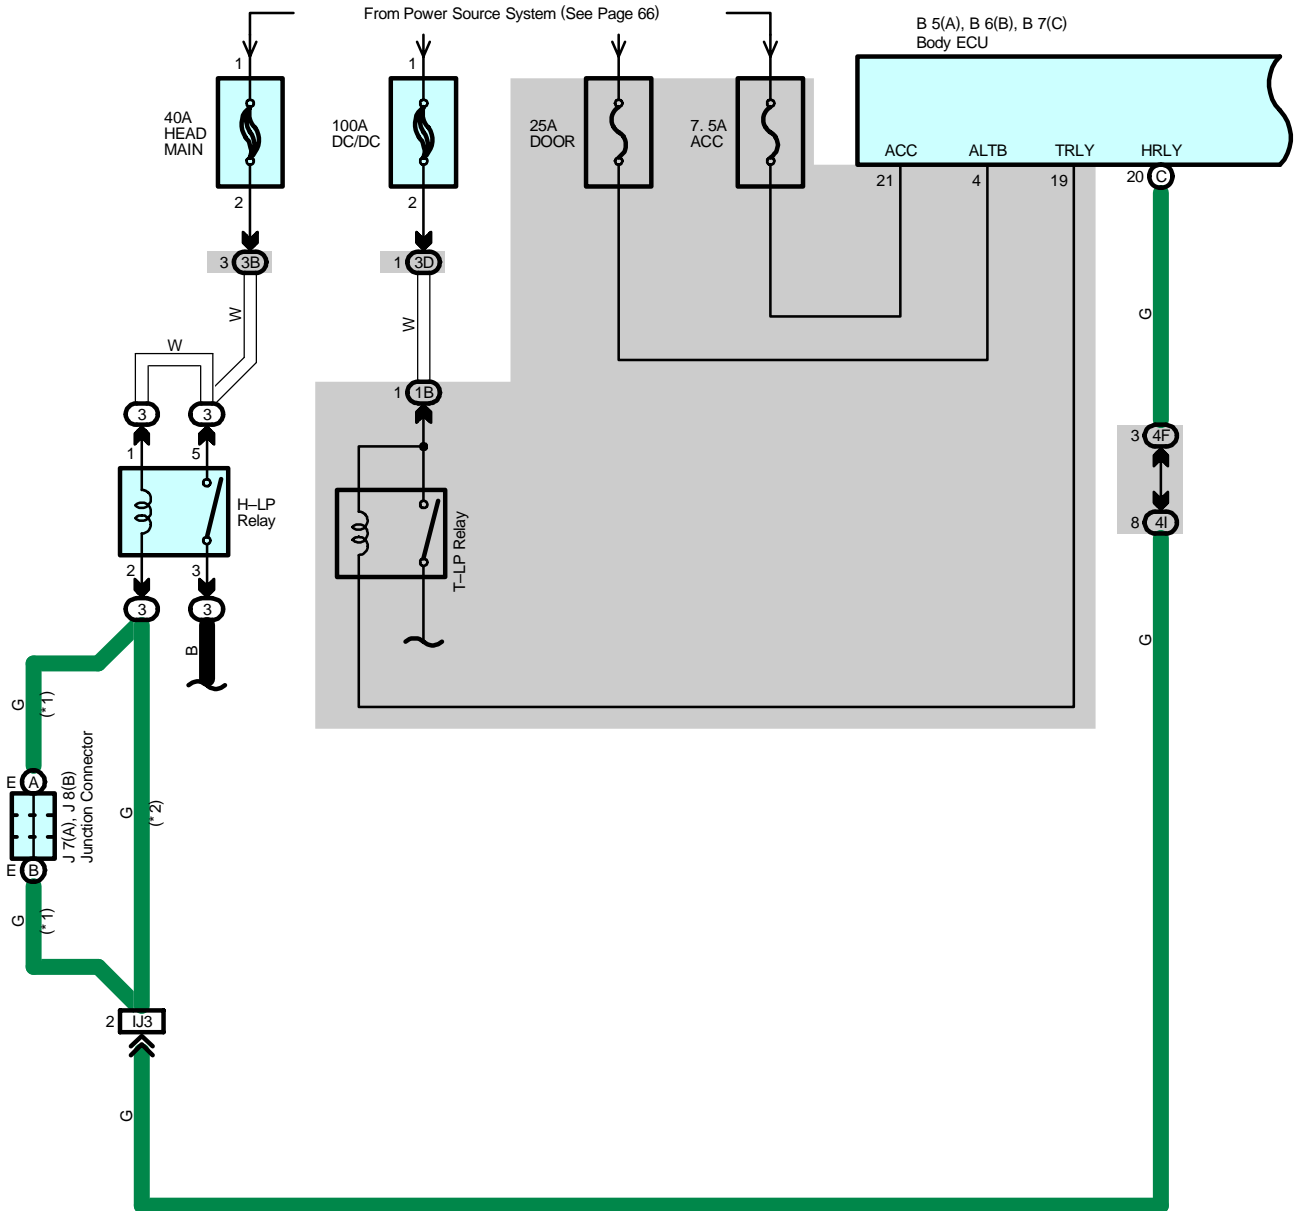 From Power Source System (See Page 66)
B 5(A), B 6(B), B 7(C)
Body ECU
1
1
40A
HEAD
MAIN
100A
DC/DC
25A
DOOR
7. 5A
ACC
ACC
ALTB
TRLY
HRLY
21
4
19
20
C
2
2
3
3B
1
3D
W
W
W
G
1
1B
3
3
3
4F
1
5
H–LP
Relay
T–LP Relay
8
4I
2
3
3
3
B
G
G
(*1)
J 7(A), J 8(B)
Junction Connector
E
A
G
(*2)
E
B
G
(*1)
2
IJ3
G